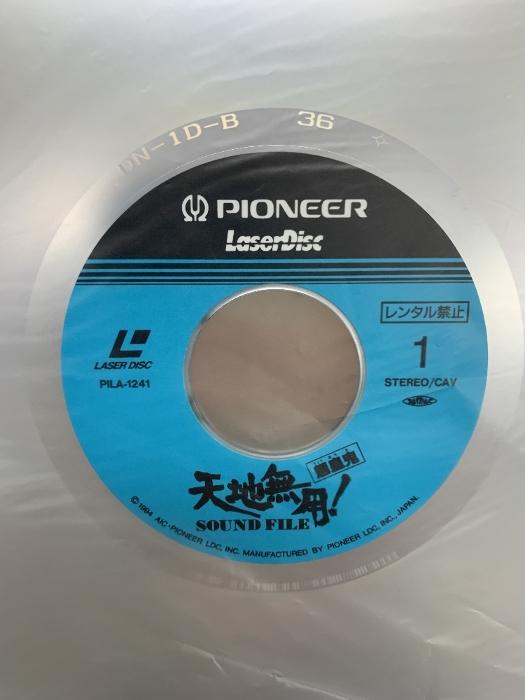 DN-1D-B 36
PIONEER
LaserDisc
レンタル禁止
1
STEREO/CAV
LASER DISC
PILA-1241
天地無用!
魎皇鬼
SOUND FILE
©1994 AIC・PIONEER LDC, INC. MANUFACTURED BY PIONEER LDC, INC., JAPAN.